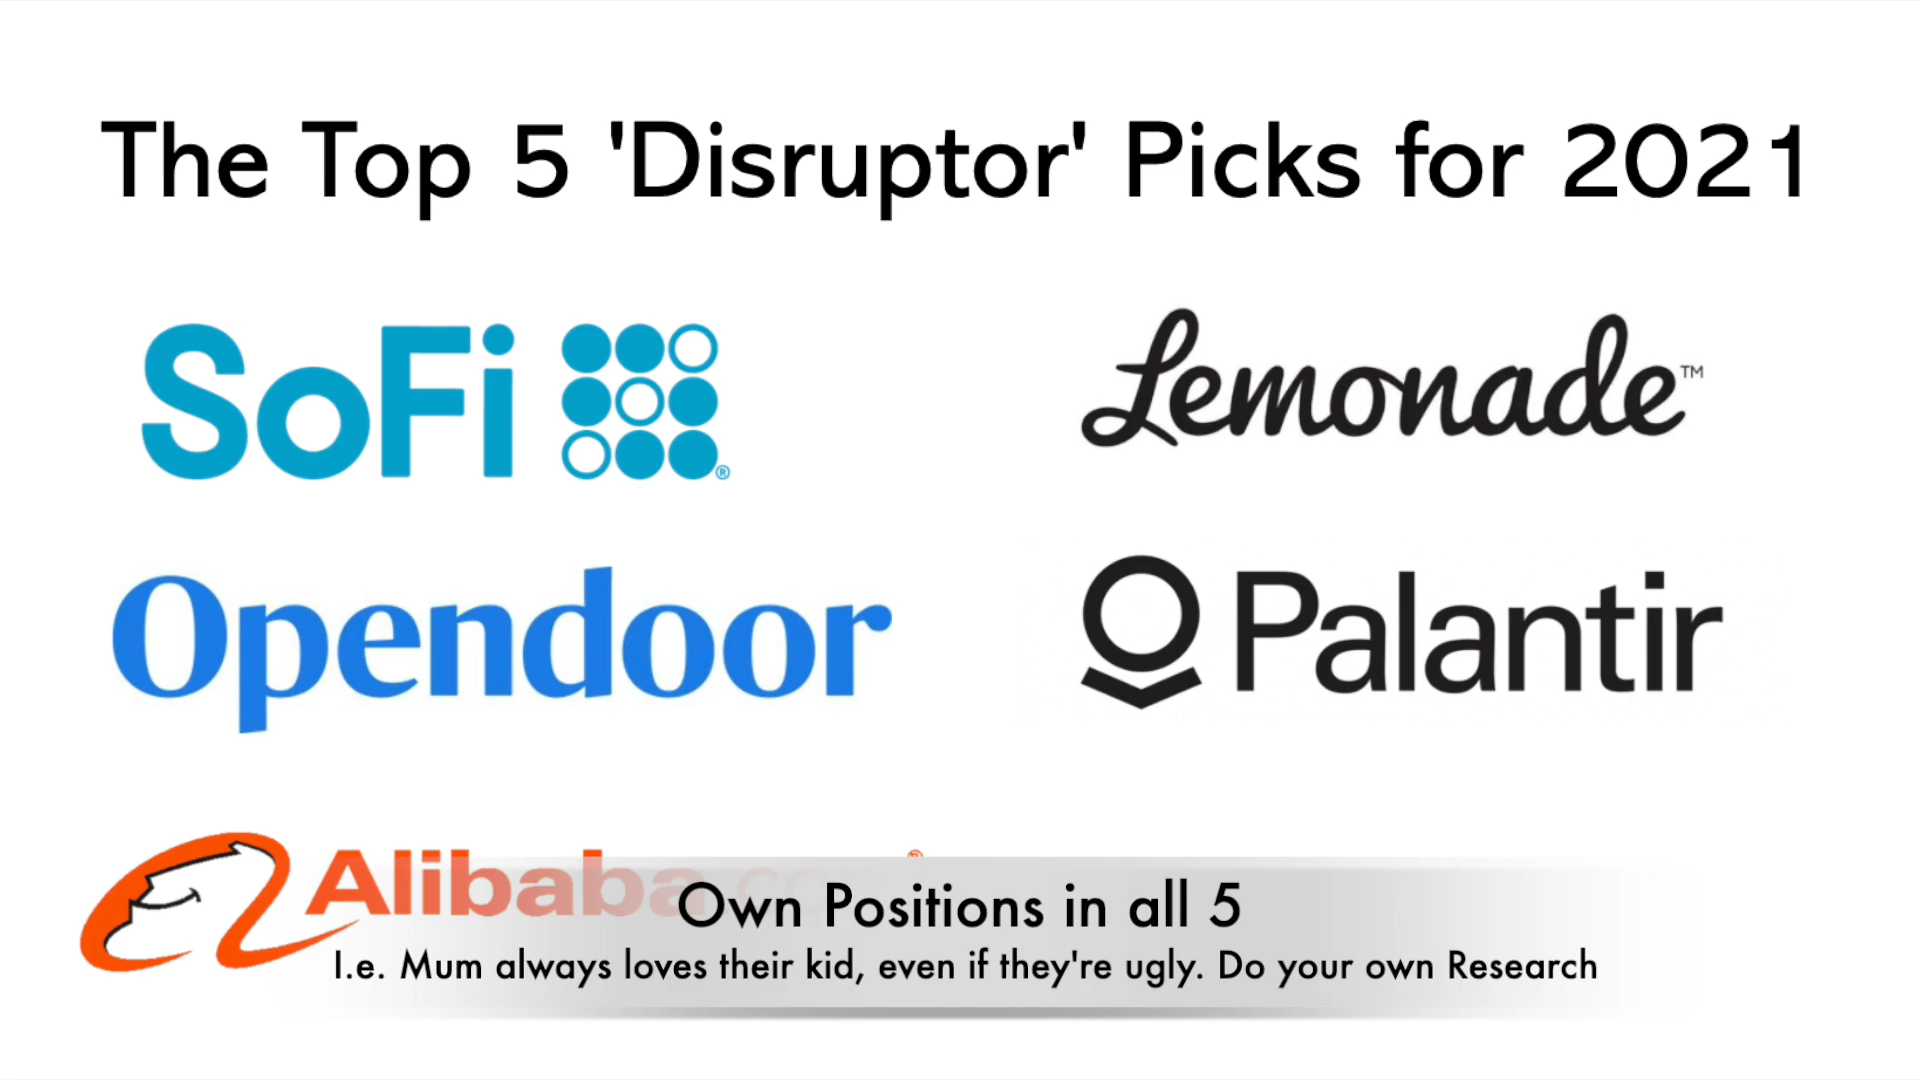 The Top 5 'Disruptor' Picks for 2021
SoFi ®
Lemonade™
Opendoor
Palantir
Alibaba ®
Own Positions in all 5
I.e. Mum always loves their kid, even if they're ugly. Do your own Research